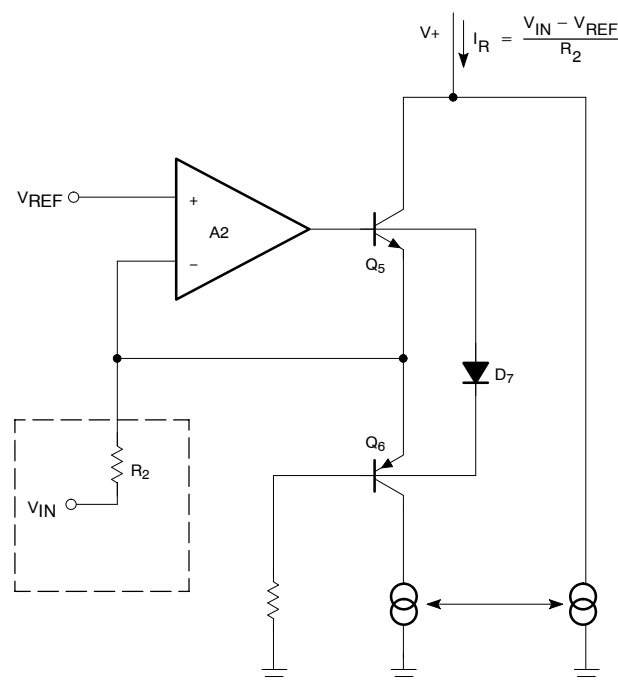 V+
I_R = (V_IN − V_REF) / R_2
V_REF
+
A2
−
Q_5
D_7
Q_6
R_2
V_IN